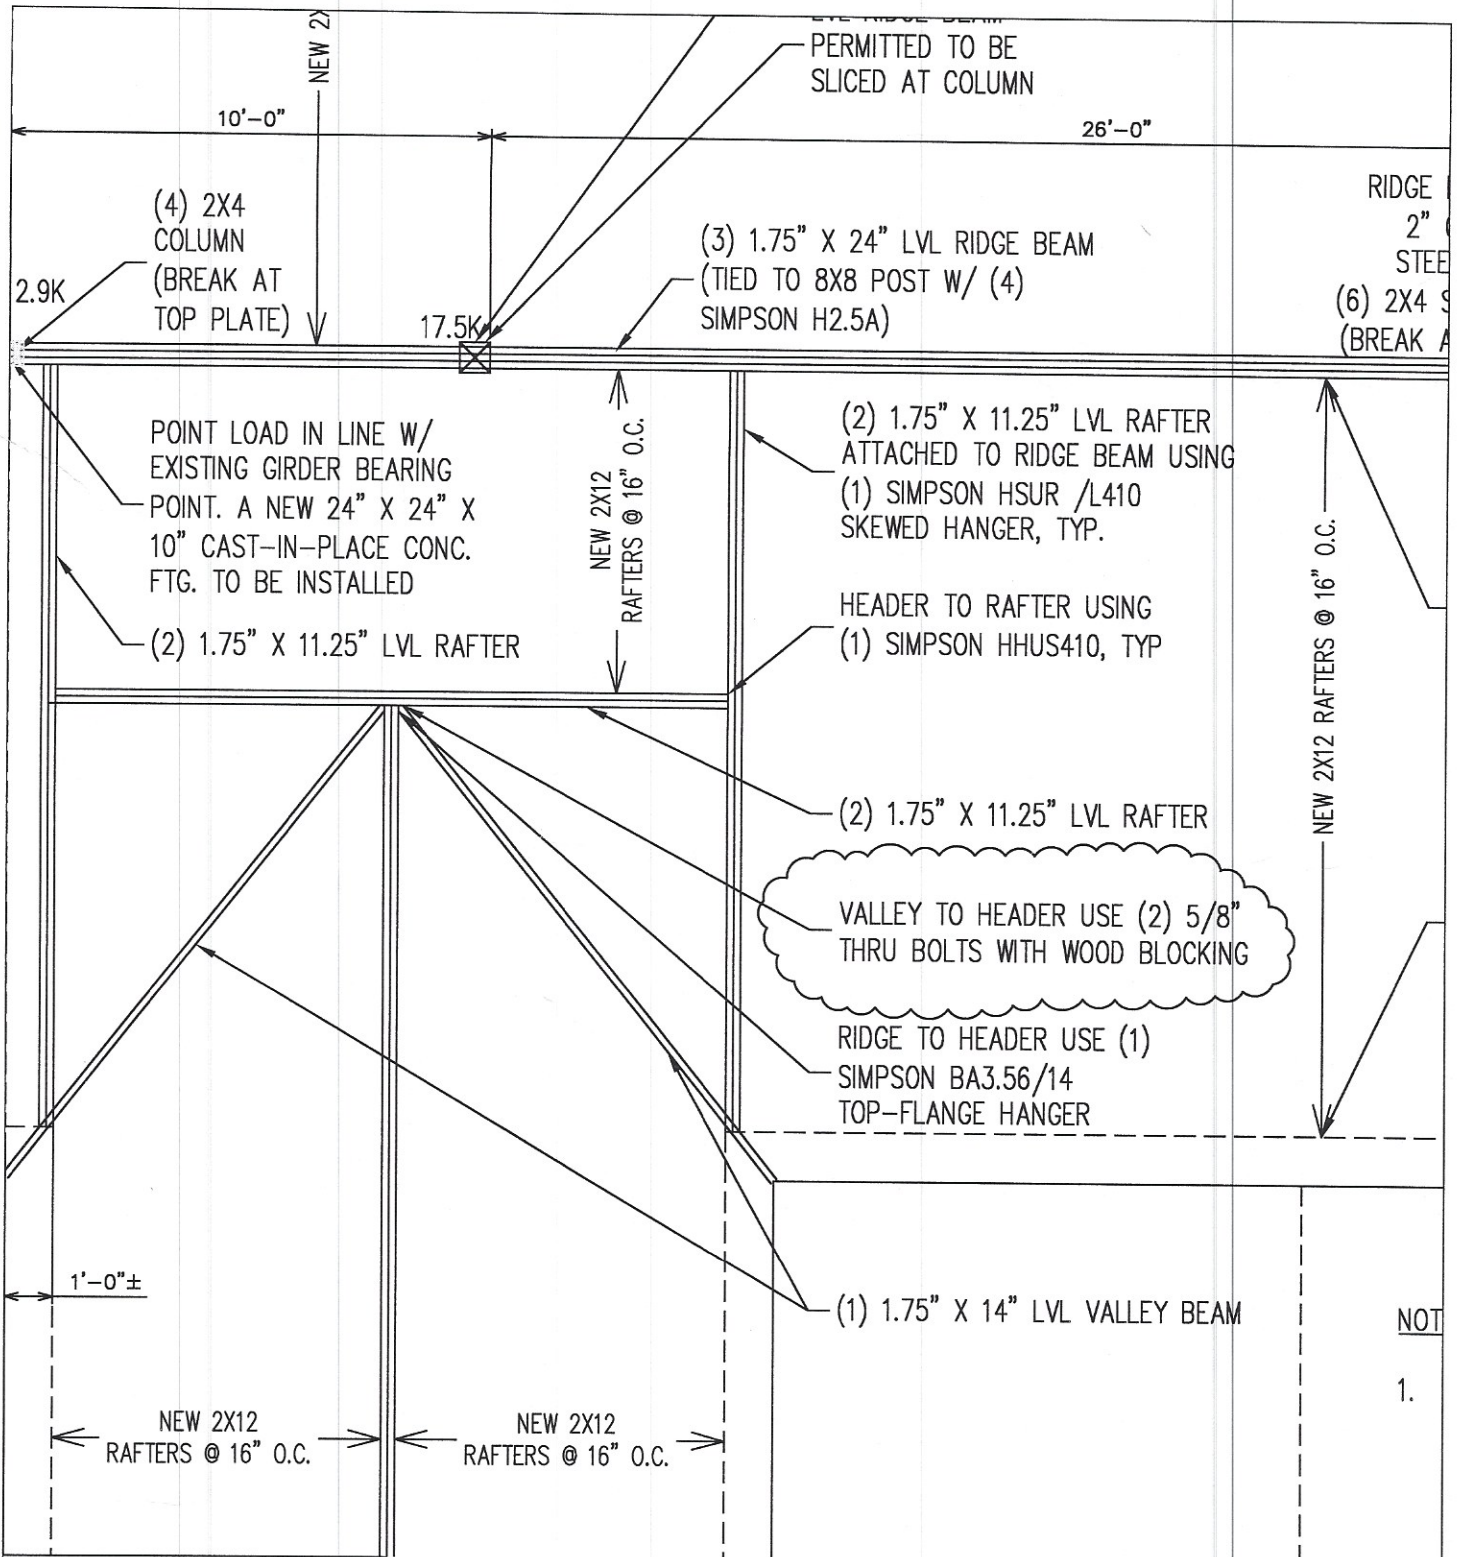 NEW 2X
LVL RIDGE BEAM
PERMITTED TO BE
SLICED AT COLUMN
10'-0"
26'-0"
(4) 2X4
COLUMN
(BREAK AT
TOP PLATE)
2.9K
17.5K
(3) 1.75" X 24" LVL RIDGE BEAM
(TIED TO 8X8 POST W/ (4)
SIMPSON H2.5A)
RIDGE
2"
STEE
(6) 2X4 S
(BREAK A
POINT LOAD IN LINE W/
EXISTING GIRDER BEARING
POINT. A NEW 24" X 24" X
10" CAST-IN-PLACE CONC.
FTG. TO BE INSTALLED
(2) 1.75" X 11.25" LVL RAFTER
NEW 2X12
RAFTERS @ 16" O.C.
(2) 1.75" X 11.25" LVL RAFTER
ATTACHED TO RIDGE BEAM USING
(1) SIMPSON HSUR /L410
SKEWED HANGER, TYP.
HEADER TO RAFTER USING
(1) SIMPSON HHUS410, TYP
NEW 2X12 RAFTERS @ 16" O.C.
(2) 1.75" X 11.25" LVL RAFTER
VALLEY TO HEADER USE (2) 5/8"
THRU BOLTS WITH WOOD BLOCKING
RIDGE TO HEADER USE (1)
SIMPSON BA3.56/14
TOP-FLANGE HANGER
1'-0"±
(1) 1.75" X 14" LVL VALLEY BEAM
NOT
1.
NEW 2X12
RAFTERS @ 16" O.C.
NEW 2X12
RAFTERS @ 16" O.C.